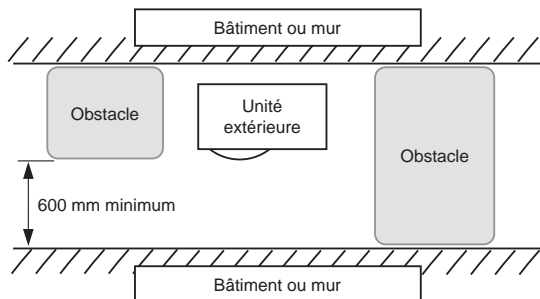 Bâtiment ou mur
Obstacle
Unité
extérieure
Obstacle
600 mm minimum
Bâtiment ou mur